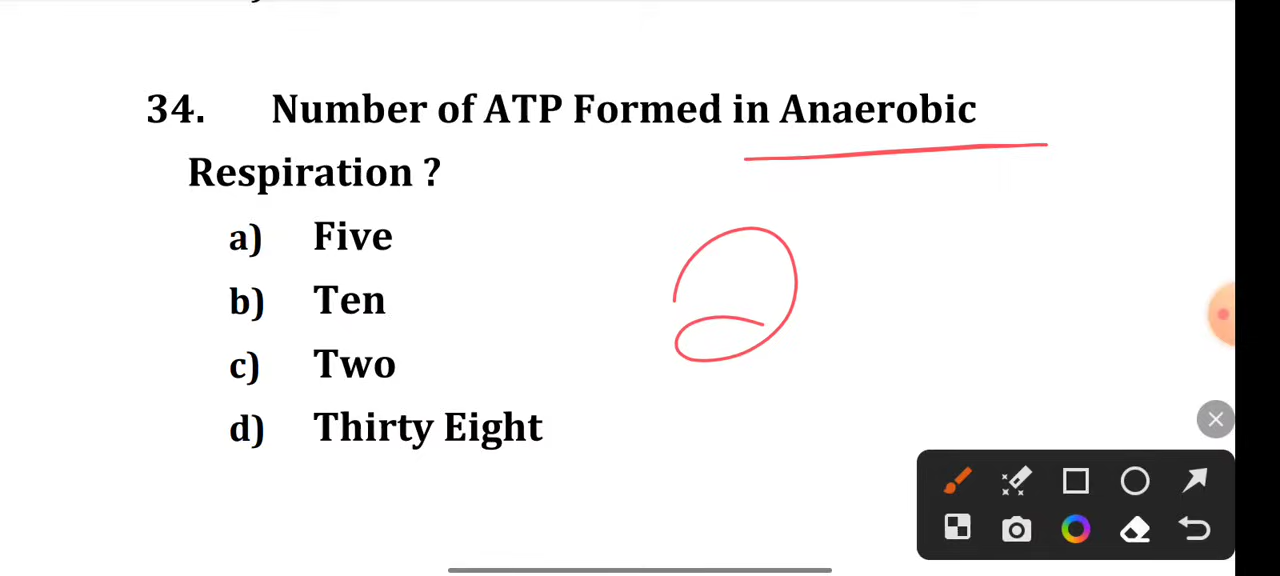 34. Number of ATP Formed in Anaerobic
Respiration ?
a) Five
b) Ten
2
c) Two
d) Thirty Eight